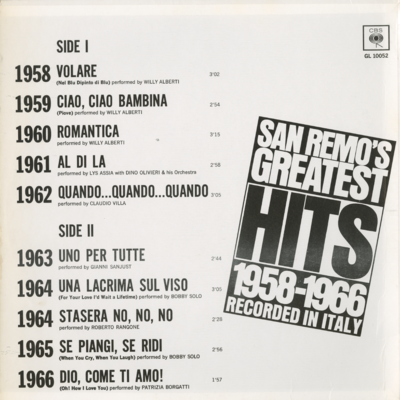 CBS
GL 10052
SIDE I
1958 VOLARE
(Nel Blu Dipinto di Blu) performed by WILLY ALBERTI 3'02
1959 CIAO, CIAO BAMBINA
(Piove) performed by WILLY ALBERTI 2'54
1960 ROMANTICA
performed by WILLY ALBERTI 3'15
1961 AL DI LA
performed by LYS ASSIA with DINO OLIVIERI & his Orchestra 2'58
1962 QUANDO...QUANDO...QUANDO
performed by CLAUDIO VILLA 3'05
SIDE II
1963 UNO PER TUTTE
performed by GIANNI SANJUST 2'44
1964 UNA LACRIMA SUL VISO
(For Your Love I'd Wait a Lifetime) performed by BOBBY SOLO 3'00
1964 STASERA NO, NO, NO
performed by ROBERTO RANGONE 2'28
1965 SE PIANGI, SE RIDI
(When You Cry, When You Laugh) performed by BOBBY SOLO 2'56
1966 DIO, COME TI AMO!
(Oh! How I Love You) performed by PATRIZIA BORGATTI 1'57
SAN REMO'S
GREATEST
HITS
1958-1966
RECORDED IN ITALY